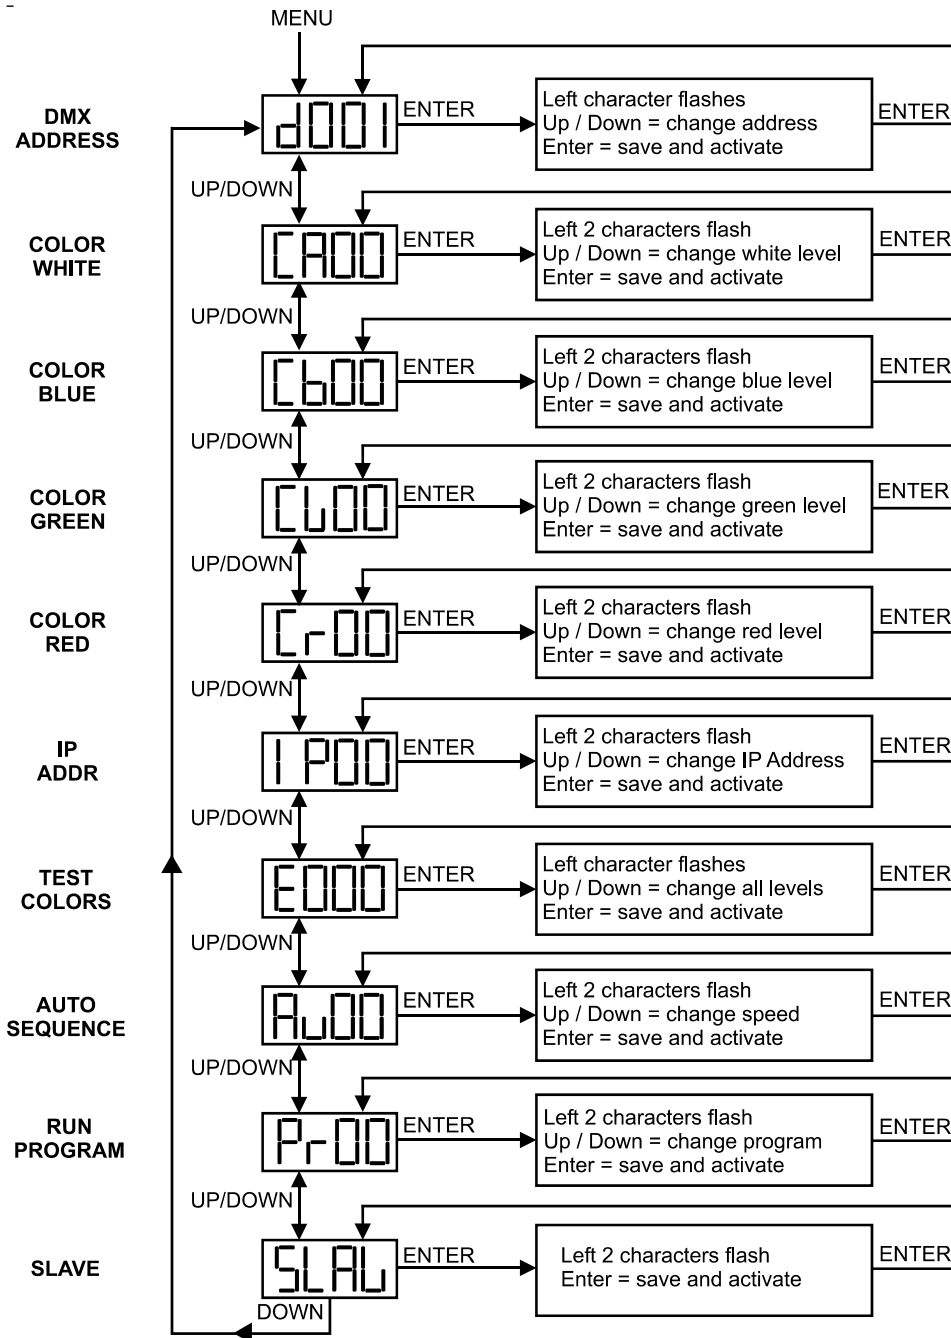 MENU
DMX
ADDRESS
d001
ENTER
Left character flashes
Up / Down = change address
Enter = save and activate
ENTER
UP/DOWN
COLOR
WHITE
CA00
ENTER
Left 2 characters flash
Up / Down = change white level
Enter = save and activate
ENTER
UP/DOWN
COLOR
BLUE
Cb00
ENTER
Left 2 characters flash
Up / Down = change blue level
Enter = save and activate
ENTER
UP/DOWN
COLOR
GREEN
ENTER
Left 2 characters flash
Up / Down = change green level
Enter = save and activate
ENTER
UP/DOWN
COLOR
RED
Cr00
ENTER
Left 2 characters flash
Up / Down = change red level
Enter = save and activate
ENTER
UP/DOWN
IP
ADDR
IP00
ENTER
Left 2 characters flash
Up / Down = change IP Address
Enter = save and activate
ENTER
UP/DOWN
TEST
COLORS
E000
ENTER
Left character flashes
Up / Down = change all levels
Enter = save and activate
ENTER
UP/DOWN
AUTO
SEQUENCE
Au00
ENTER
Left 2 characters flash
Up / Down = change speed
Enter = save and activate
ENTER
UP/DOWN
RUN
PROGRAM
Pr00
ENTER
Left 2 characters flash
Up / Down = change program
Enter = save and activate
ENTER
UP/DOWN
SLAVE
SLAU
ENTER
Left 2 characters flash
Enter = save and activate
ENTER
DOWN